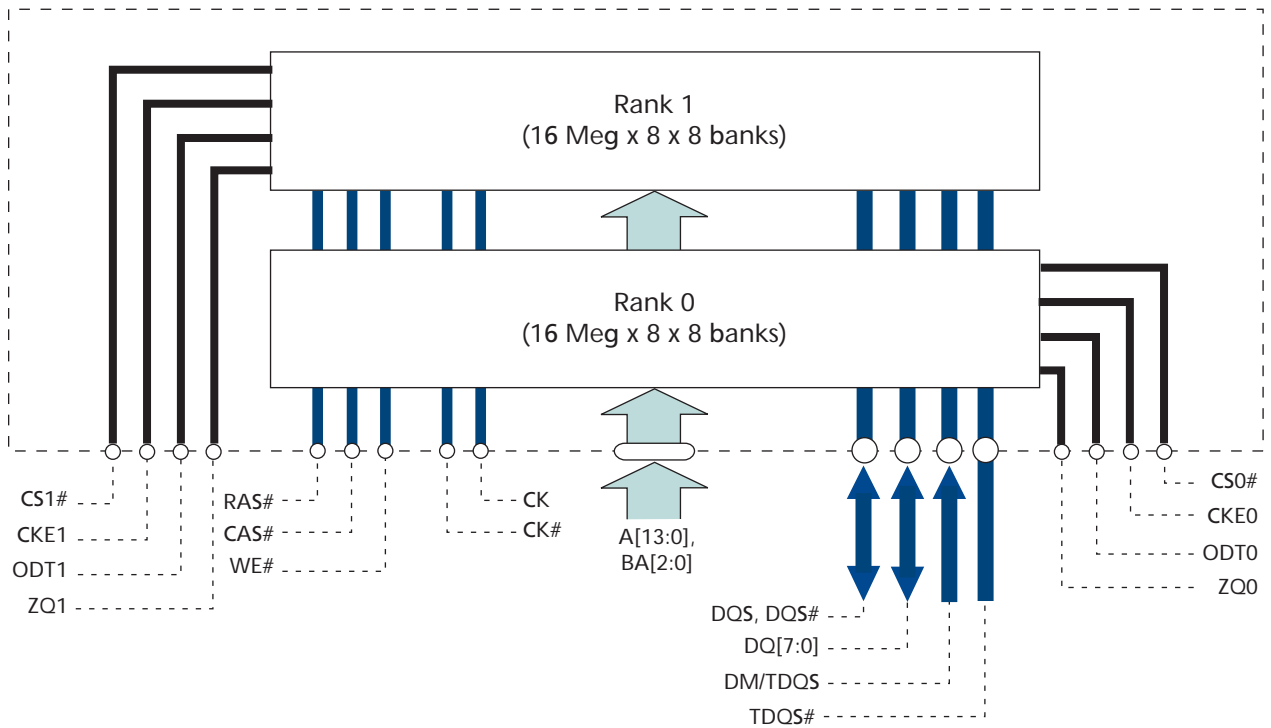 Rank 1
(16 Meg x 8 x 8 banks)
Rank 0
(16 Meg x 8 x 8 banks)
CS1#
CKE1
ODT1
ZQ1
RAS#
CAS#
WE#
CK
CK#
A[13:0],
BA[2:0]
DQS, DQS#
DQ[7:0]
DM/TDQS
TDQS#
CS0#
CKE0
ODT0
ZQ0